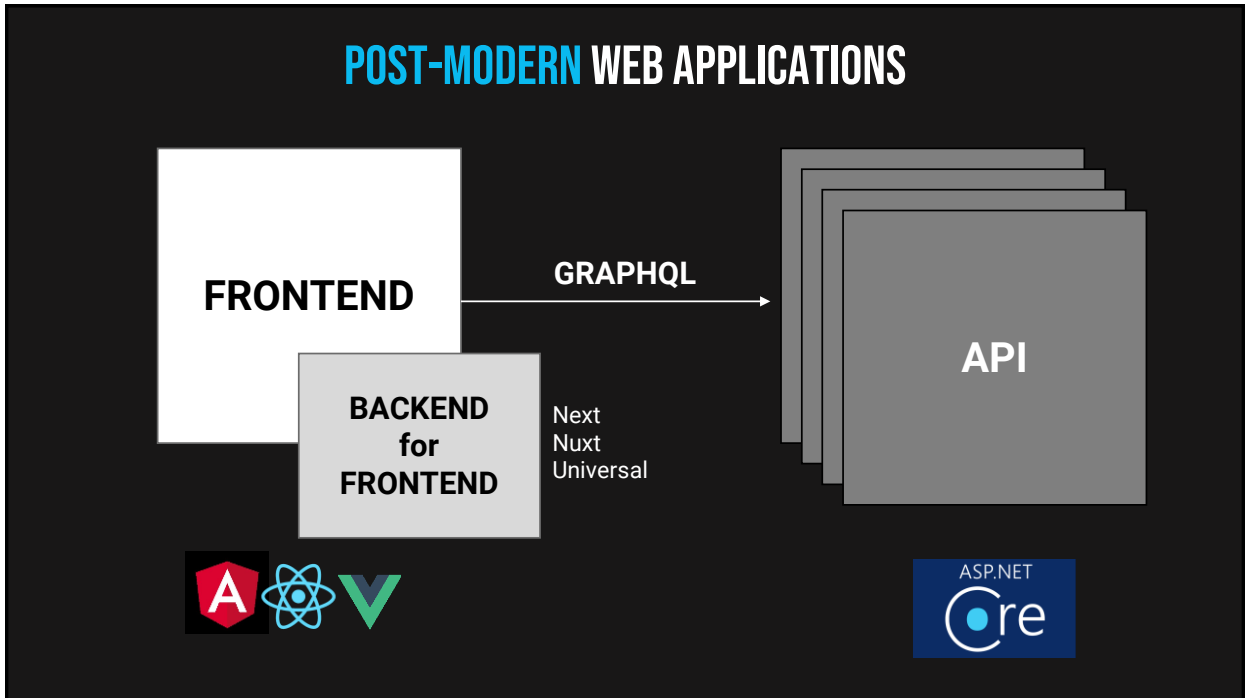 POST-MODERN WEB APPLICATIONS
FRONTEND
GRAPHQL
API
BACKEND
for
FRONTEND
Next
Nuxt
Universal
A
ASP.NET
Core